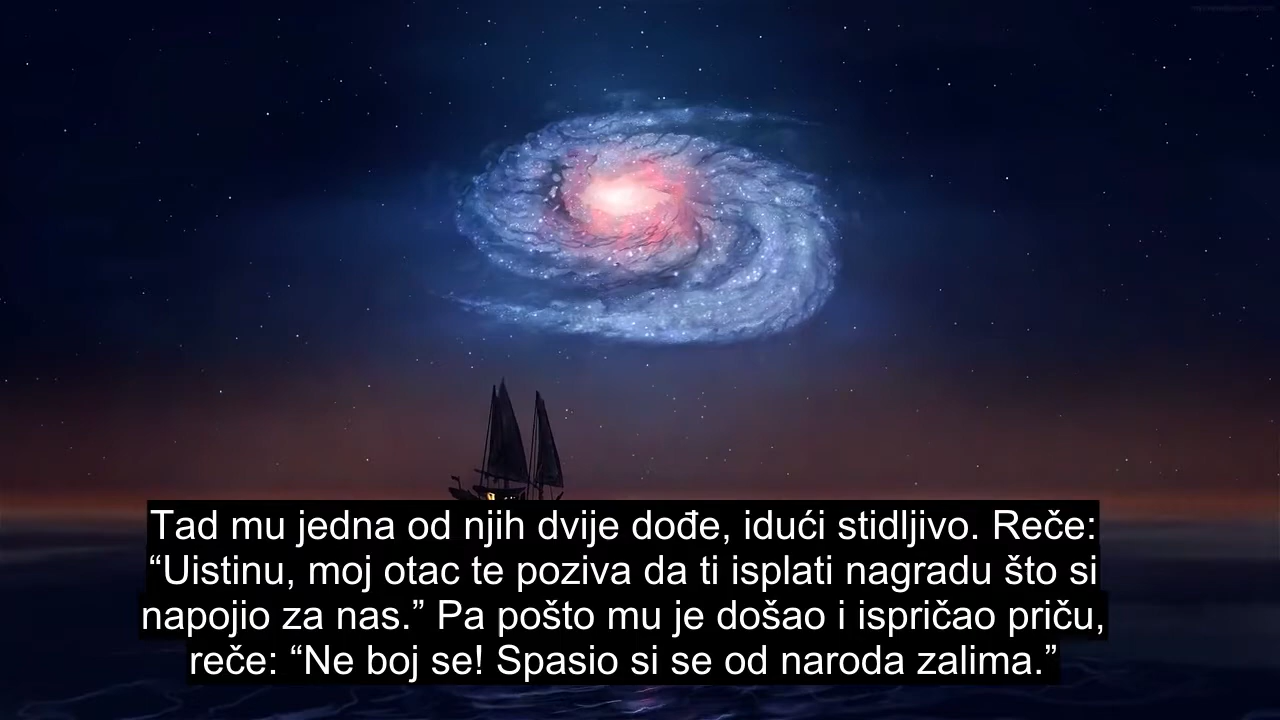 Tad mu jedna od njih dvije dođe, idući stidljivo. Reče:
“Uistinu, moj otac te poziva da ti isplati nagradu što si
napojio za nas.” Pa pošto mu je došao i ispričao priču,
reče: “Ne boj se! Spasio si se od naroda zalima.”